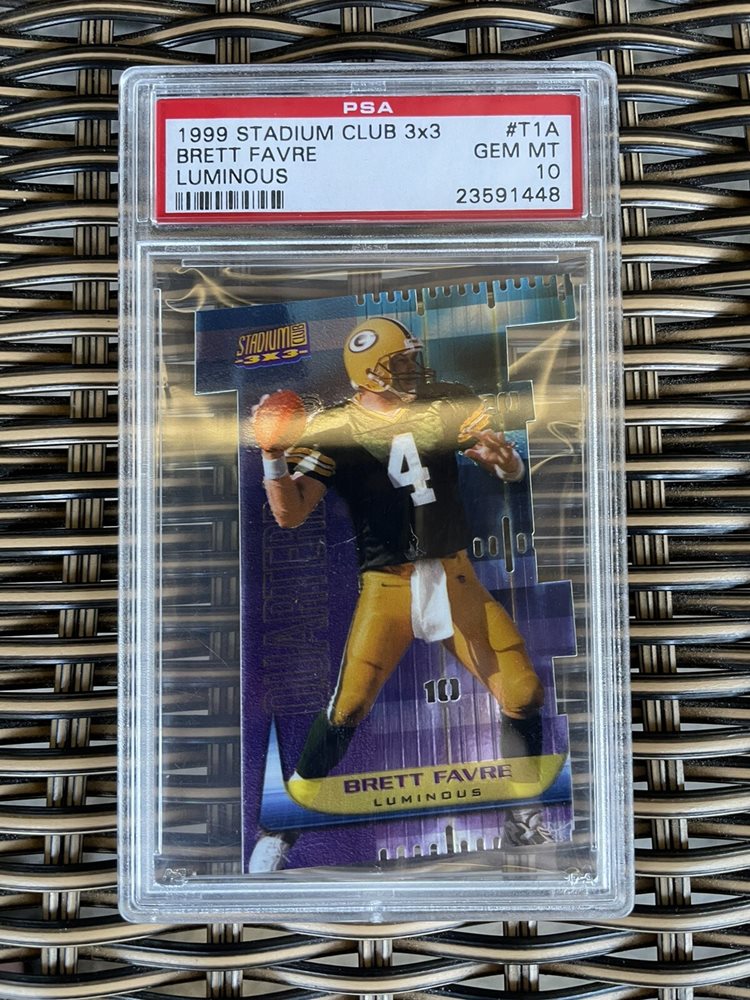 PSA
1999 STADIUM CLUB 3x3 #T1A
BRETT FAVRE GEM MT
LUMINOUS 10
23591448
STADIUM CLUB
3X3
G
4
10
BRETT FAVRE
LUMINOUS